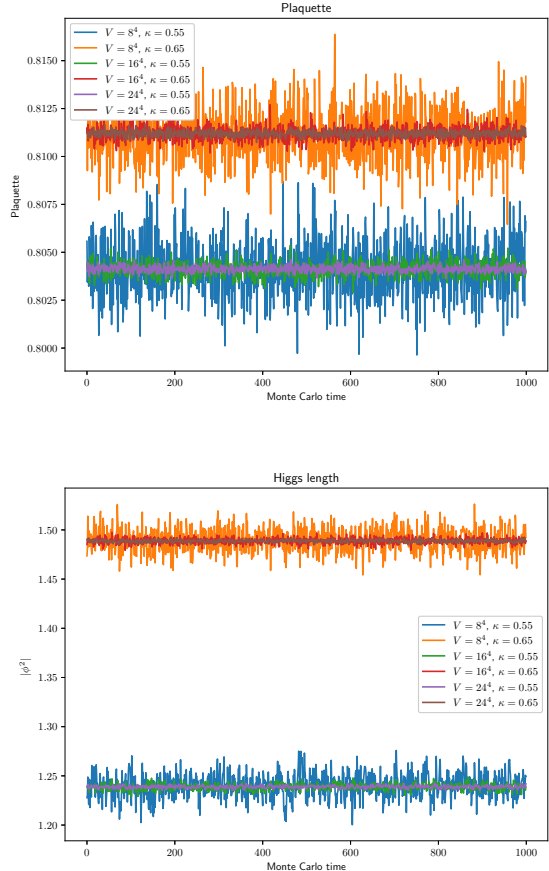 Plaquette
V = 8⁴, κ = 0.55
V = 8⁴, κ = 0.65
V = 16⁴, κ = 0.55
V = 16⁴, κ = 0.65
V = 24⁴, κ = 0.55
V = 24⁴, κ = 0.65
0.8150
0.8125
0.8100
0.8075
0.8050
0.8025
0.8000
Plaquette
0 200 400 600 800 1000
Monte Carlo time
Higgs length
1.50
1.45
1.40
1.35
1.30
1.25
1.20
|ϕ²|
V = 8⁴, κ = 0.55
V = 8⁴, κ = 0.65
V = 16⁴, κ = 0.55
V = 16⁴, κ = 0.65
V = 24⁴, κ = 0.55
V = 24⁴, κ = 0.65
0 200 400 600 800 1000
Monte Carlo time